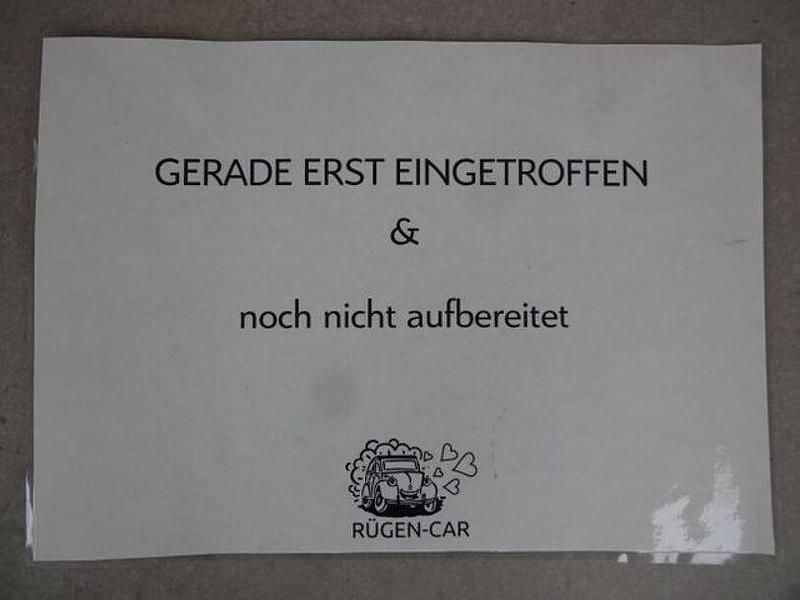 GERADE ERST EINGETROFFEN
&
noch nicht aufbereitet
RÜGEN-CAR